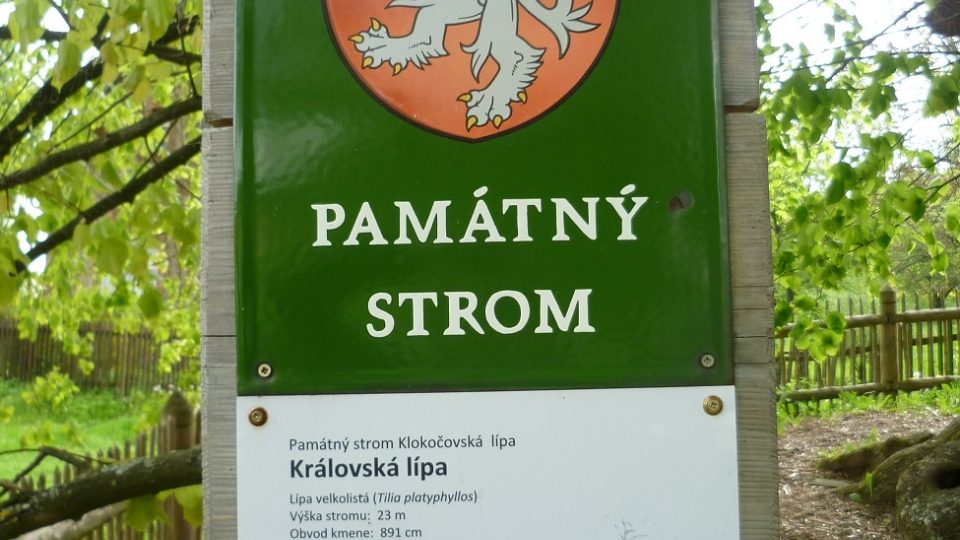 PAMÁTNÝ
STROM
Památný strom Klokočovská lípa
Královská lípa
Lípa velkolistá (Tilia platyphyllos)
Výška stromu: 23 m
Obvod kmene: 891 cm